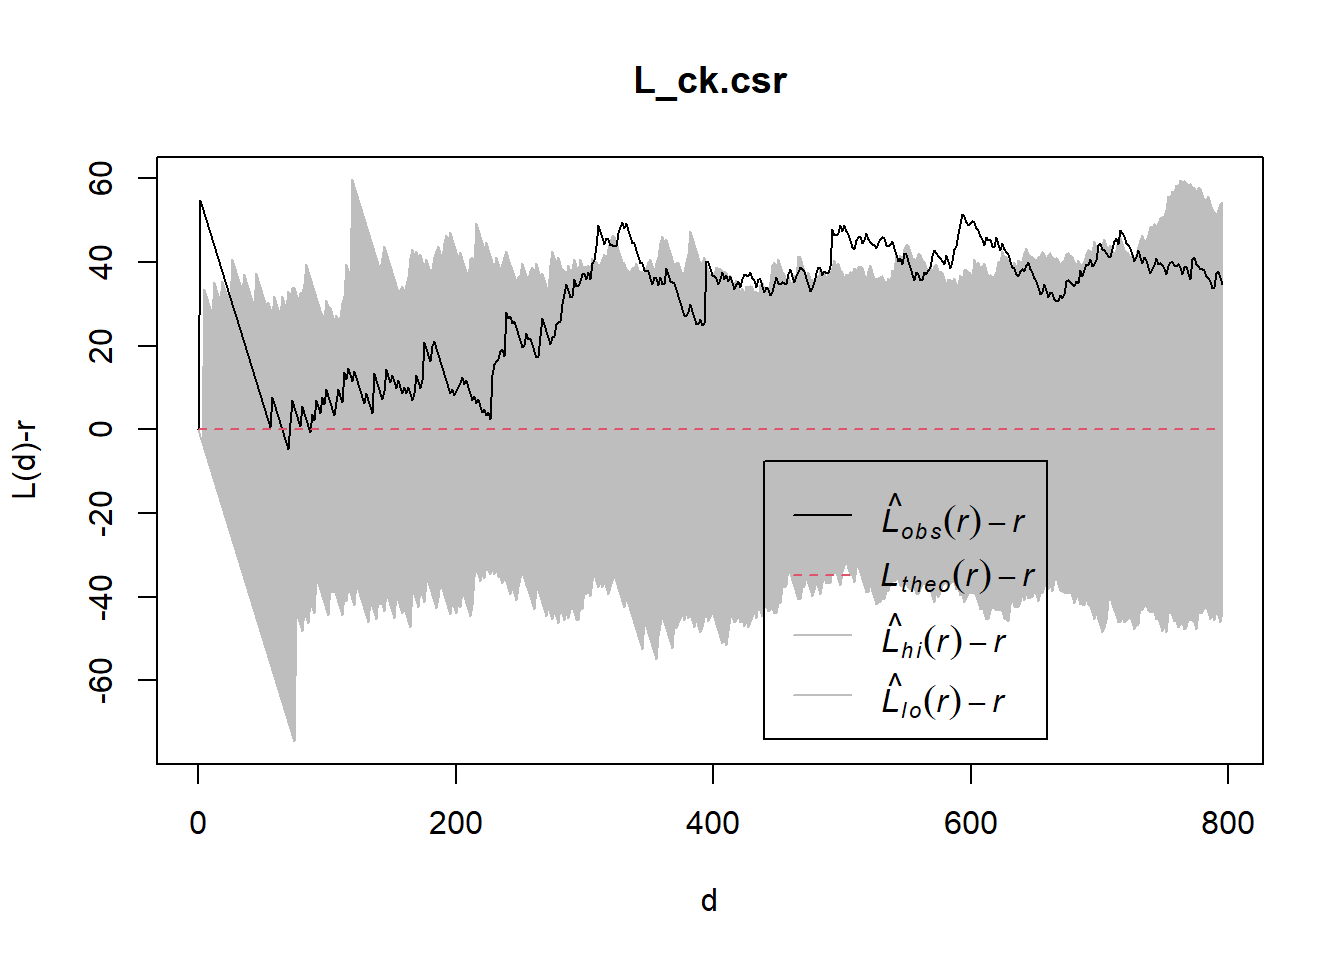 L_ck.csr
L(d)-r
60
40
20
0
-20
-40
-60
L̂obs(r) − r
Ltheo(r) − r
L̂hi(r) − r
L̂lo(r) − r
0 200 400 600 800
d